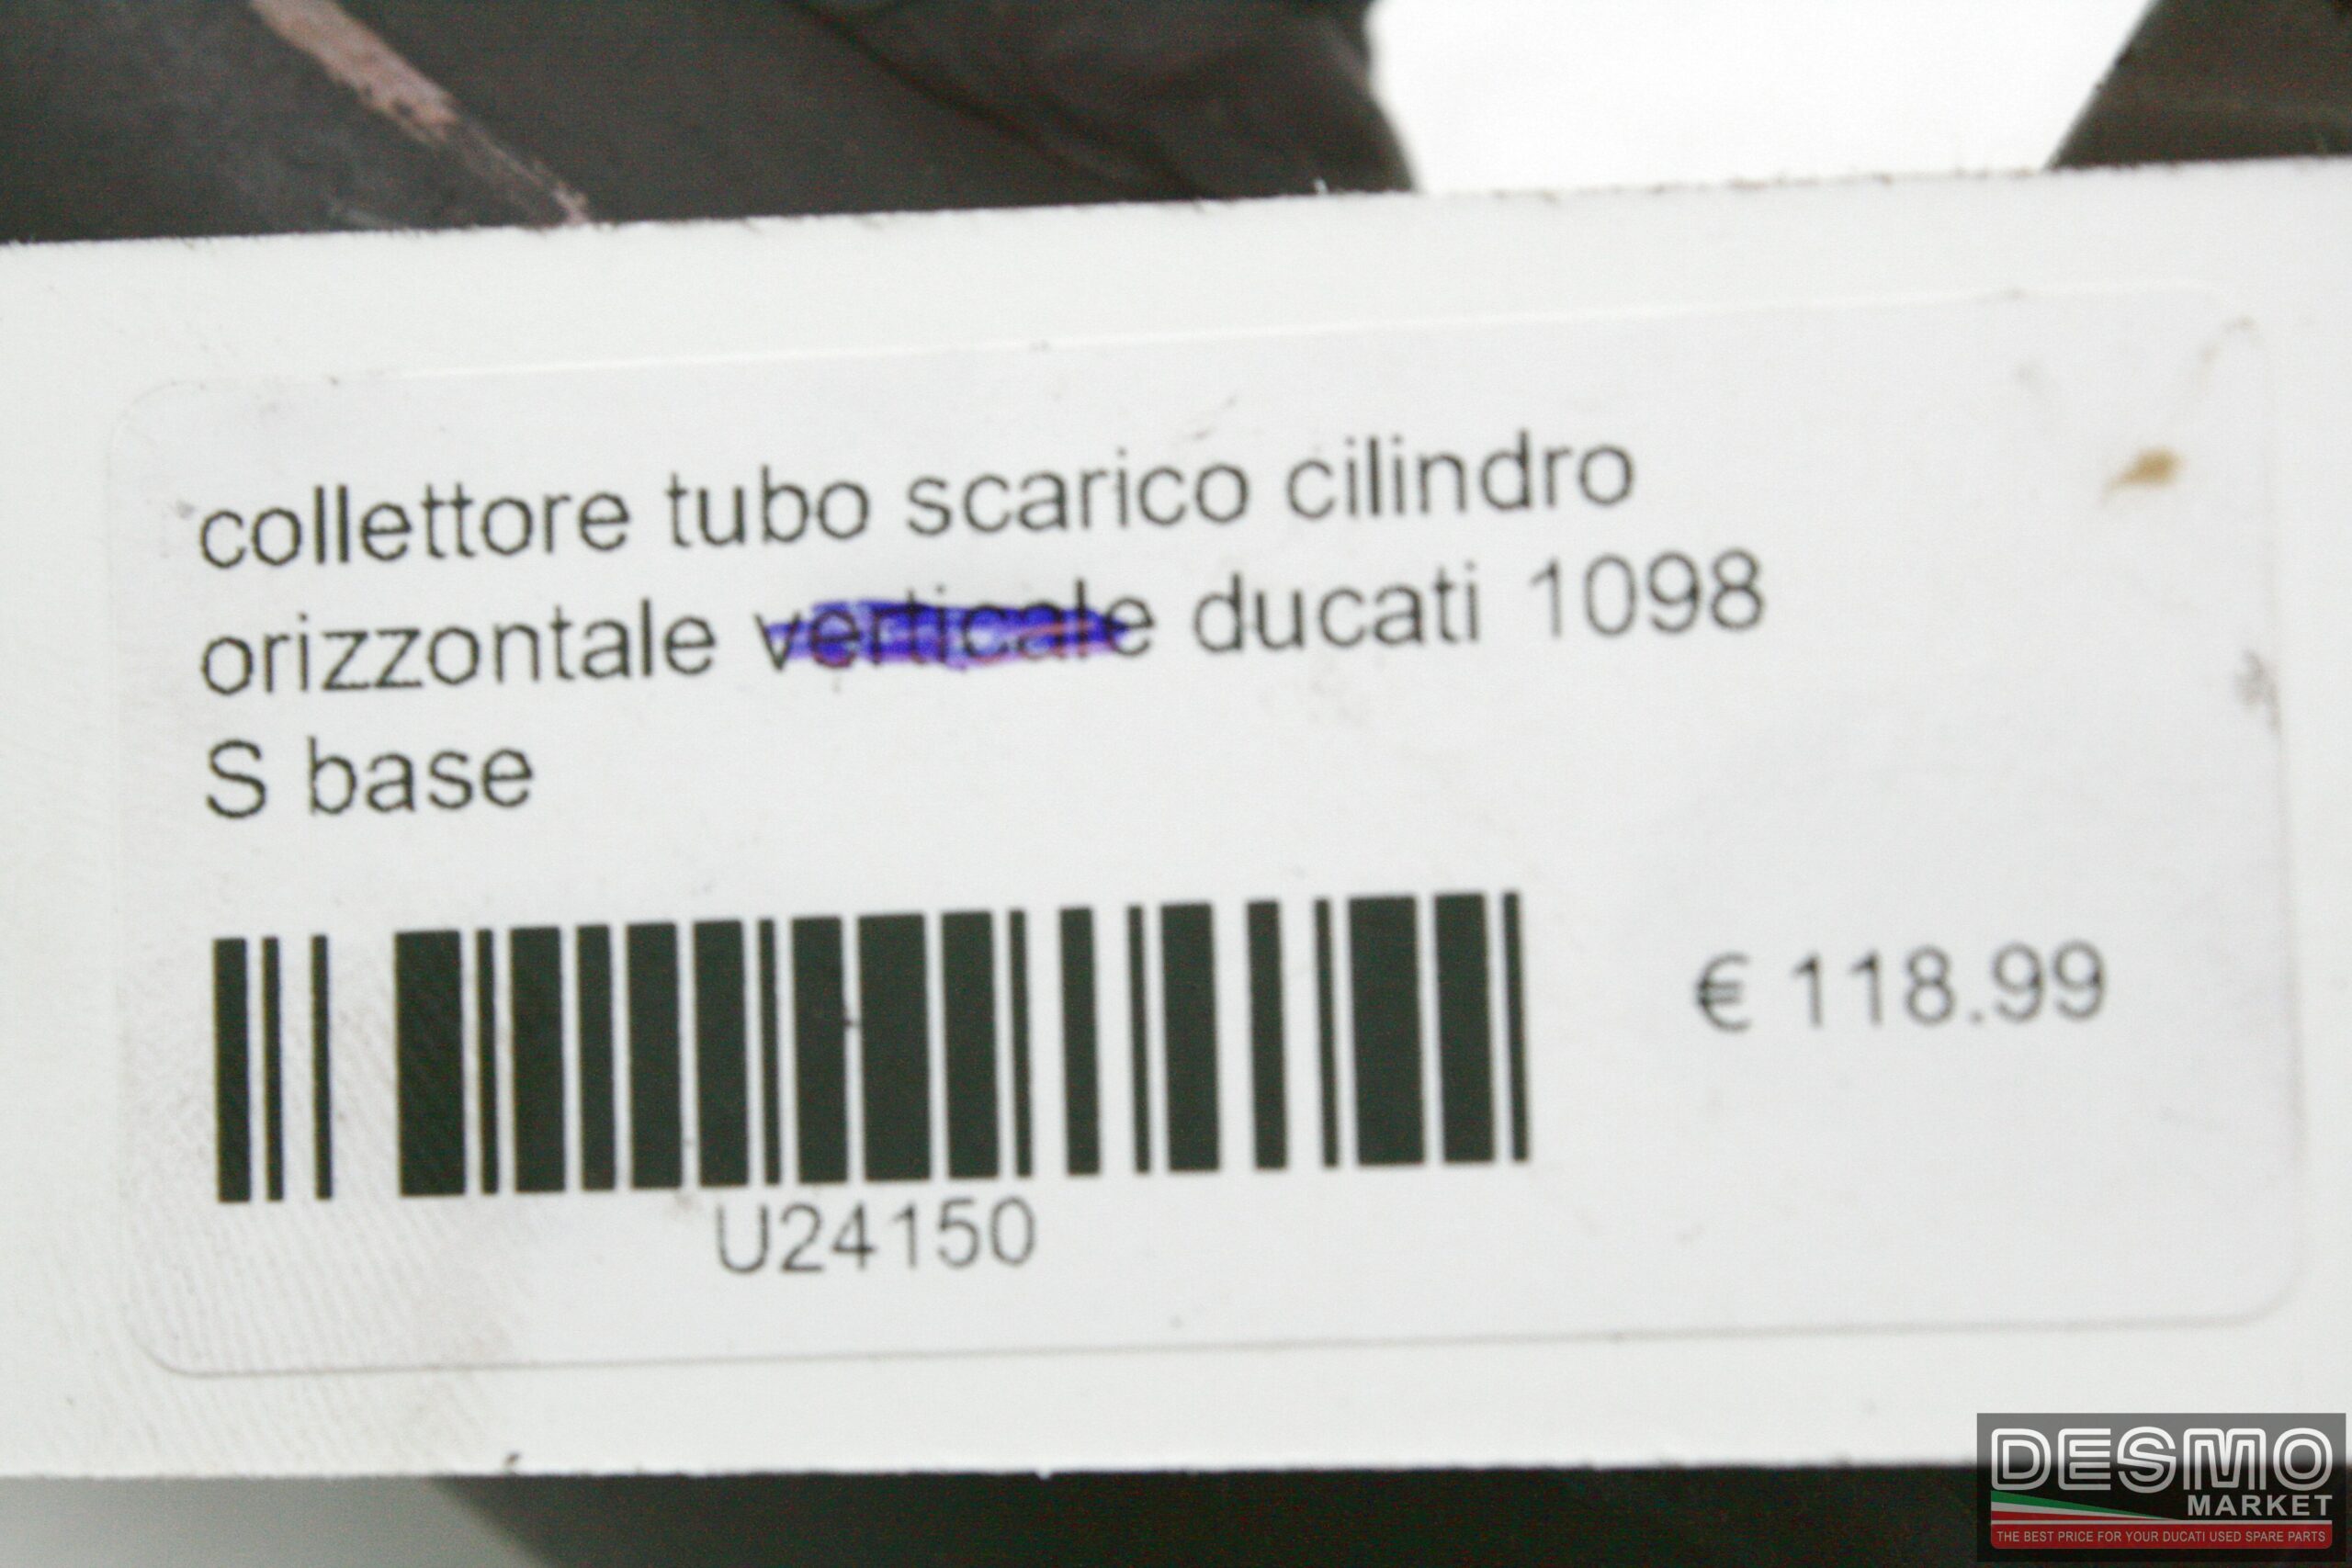 collettore tubo scarico cilindro
orizzontale verticale ducati 1098
S base
€ 118.99
U24150
DESMO
MARKET
THE BEST PRICE FOR YOUR DUCATI USED SPARE PARTS